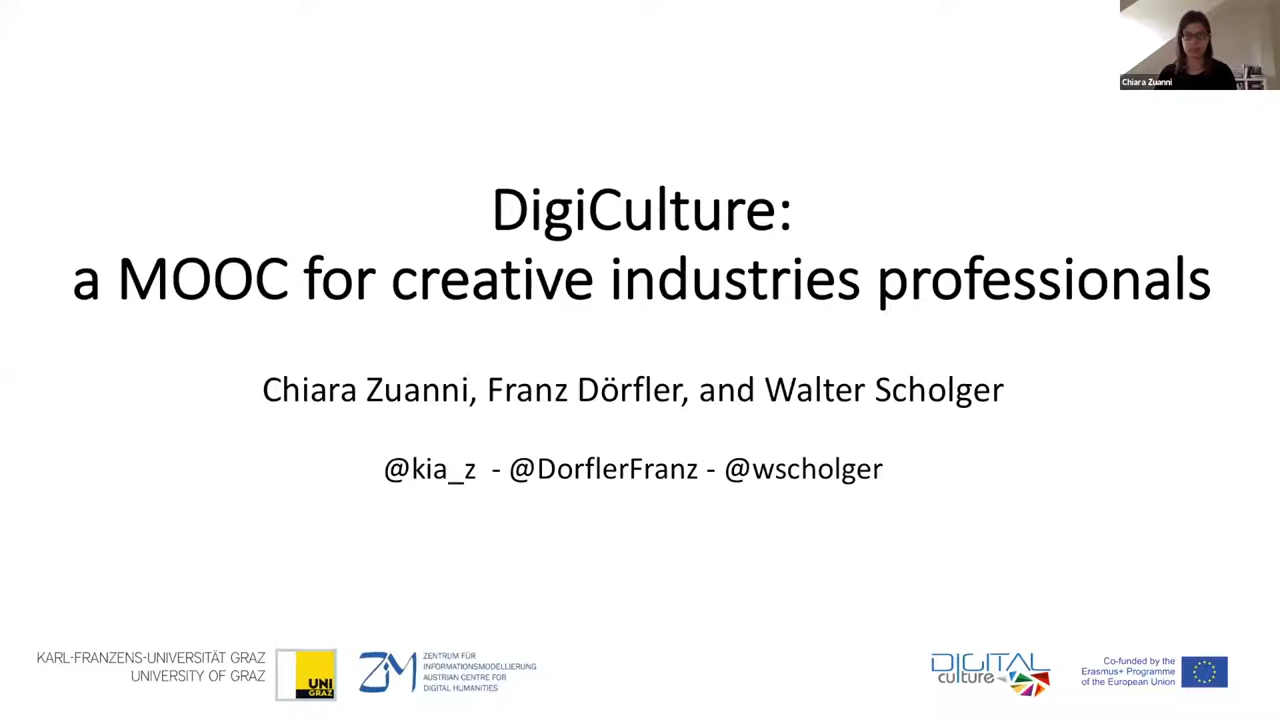 Chiara Zuanni
DigiCulture:
a MOOC for creative industries professionals
Chiara Zuanni, Franz Dörfler, and Walter Scholger
@kia_z - @DorflerFranz - @wscholger
KARL-FRANZENS-UNIVERSITÄT GRAZ
UNIVERSITY OF GRAZ
UNI
GRAZ
ZIM
ZENTRUM FÜR
INFORMATIONSMODELLIERUNG
AUSTRIAN CENTRE FOR
DIGITAL HUMANITIES
DIGITAL
culture
Co-funded by the
Erasmus+ Programme
of the European Union